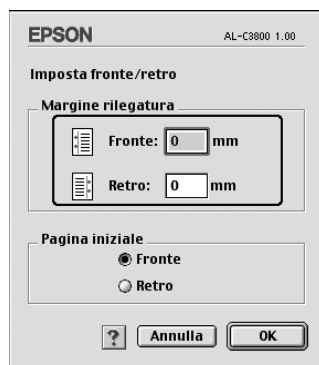 EPSON AL-C3800 1.00
Imposta fronte/retro
Margine rilegatura
Fronte: 0 mm
Retro: 0 mm
Pagina iniziale
Fronte
Retro
? Annulla OK